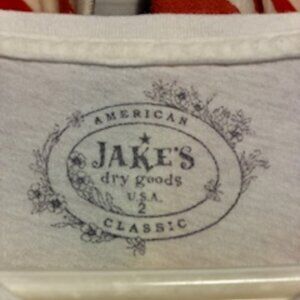 AMERICAN
JAKE'S
dry goods
U.S.A.
2
CLASSIC